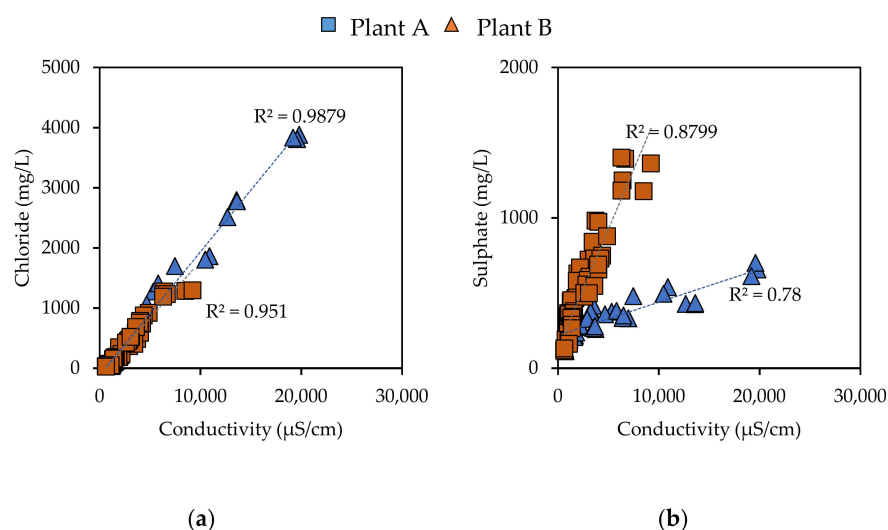 Plant A Plant B
5000
4000
3000
2000
1000
0
Chloride (mg/L)
R² = 0.9879
R² = 0.951
0 10,000 20,000 30,000
Conductivity (µS/cm)
(a)
2000
1000
0
Sulphate (mg/L)
R² = 0.8799
R² = 0.78
0 10,000 20,000 30,000
Conductivity (µS/cm)
(b)